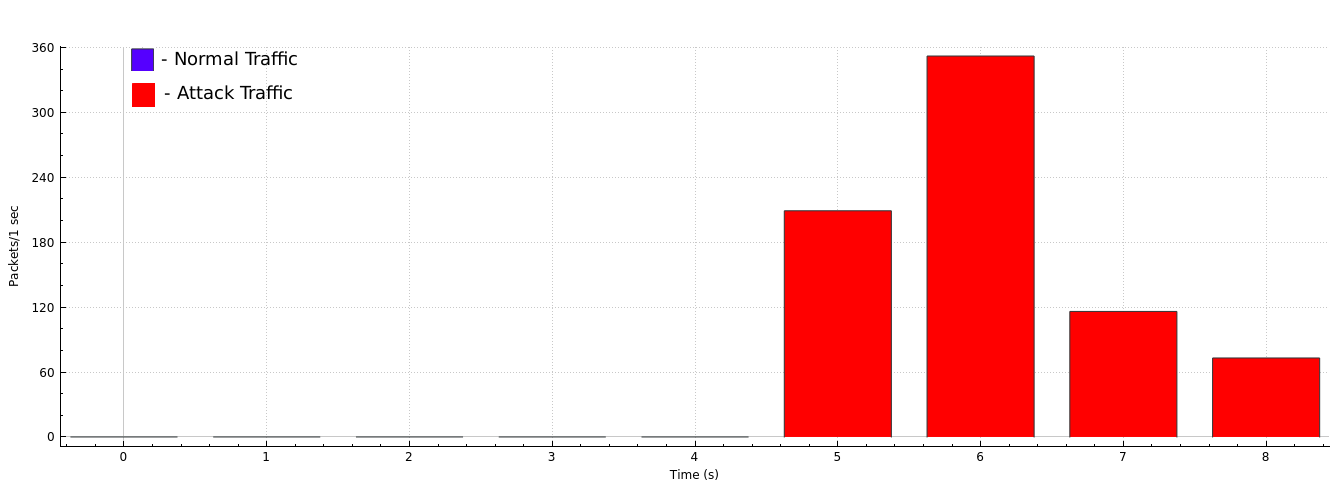 360
- Normal Traffic
- Attack Traffic
300
240
180
120
60
0
Packets/1 sec
0 1 2 3 4 5 6 7 8
Time (s)